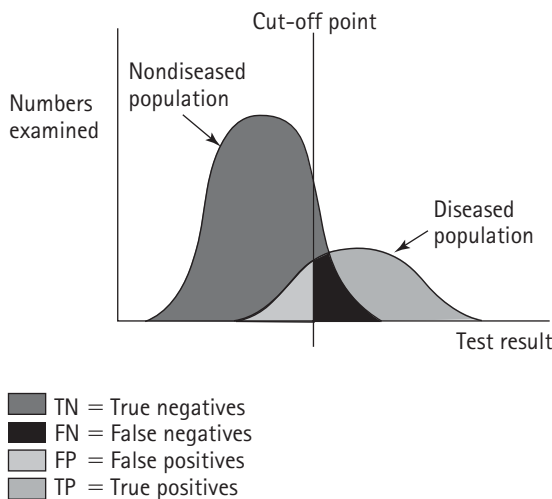 Cut-off point
Nondiseased
population
Numbers
examined
Diseased
population
Test result
TN = True negatives
FN = False negatives
FP = False positives
TP = True positives